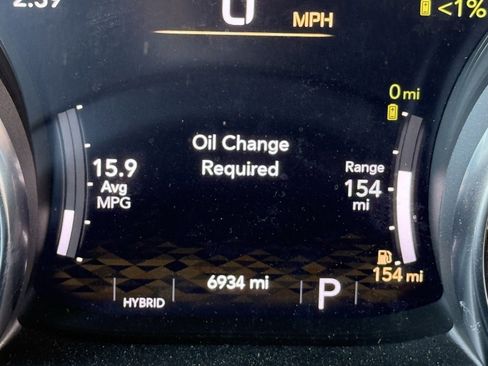 MPH
<1%
0 mi
Oil Change
Required
15.9
Avg
MPG
Range
154
mi
154 mi
6934 mi
HYBRID
P